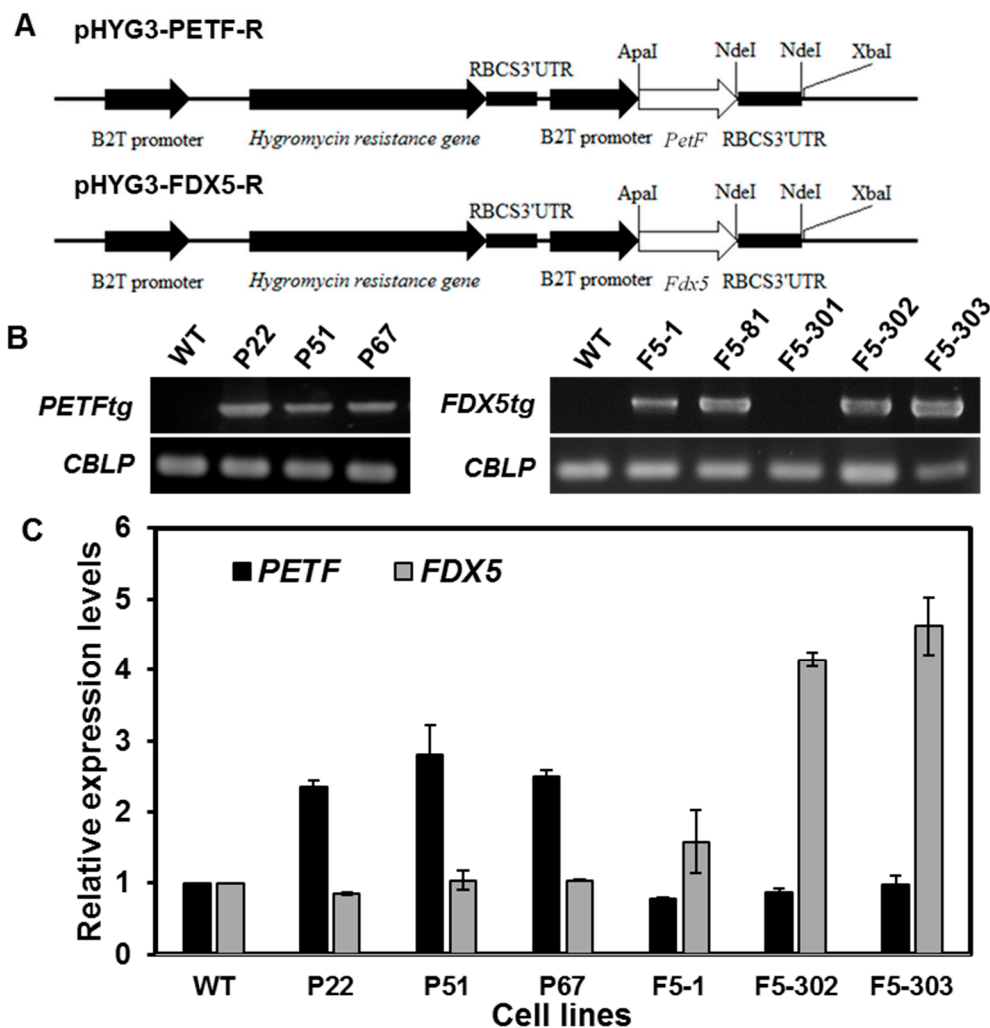 A
pHYG3-PETF-R
ApaI NdeI NdeI XbaI
RBCS3'UTR
B2T promoter Hygromycin resistance gene B2T promoter PetF RBCS3'UTR
pHYG3-FDX5-R
ApaI NdeI NdeI XbaI
RBCS3'UTR
B2T promoter Hygromycin resistance gene B2T promoter Fdx5 RBCS3'UTR
B
WT P22 P51 P67
PETFtg
CBLP
WT F5-1 F5-81 F5-301 F5-302 F5-303
FDX5tg
CBLP
C
Relative expression levels
6
5
4
3
2
1
0
PETF FDX5
WT P22 P51 P67 F5-1 F5-302 F5-303
Cell lines